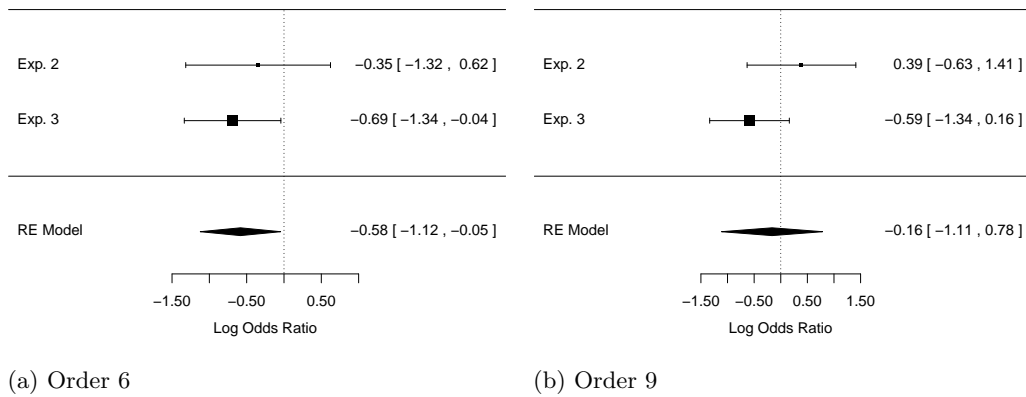 Exp. 2 −0.35 [ −1.32 , 0.62 ]
Exp. 3 −0.69 [ −1.34 , −0.04 ]
RE Model −0.58 [ −1.12 , −0.05 ]
−1.50 −0.50 0.50
Log Odds Ratio
(a) Order 6
Exp. 2 0.39 [ −0.63 , 1.41 ]
Exp. 3 −0.59 [ −1.34 , 0.16 ]
RE Model −0.16 [ −1.11 , 0.78 ]
−1.50 −0.50 0.50 1.50
Log Odds Ratio
(b) Order 9